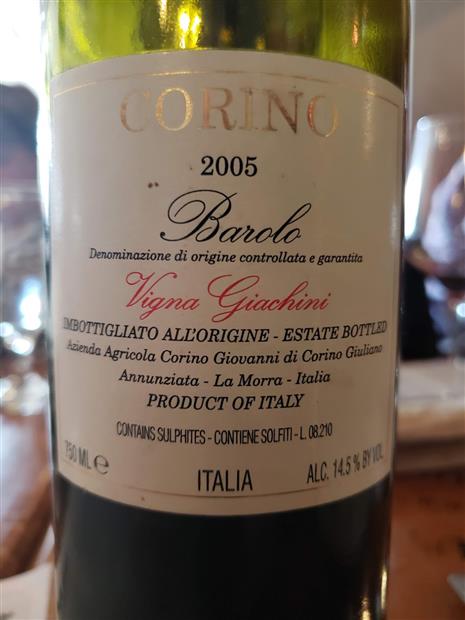 CORINO
2005
Barolo
Denominazione di origine controllata e garantita
Vigna Giachini
IMBOTTIGLIATO ALL'ORIGINE - ESTATE BOTTLED
Azienda Agricola Corino Giovanni di Corino Giuliano
Annunziata - La Morra - Italia
PRODUCT OF ITALY
CONTAINS SULPHITES - CONTIENE SOLFITI - L. 08.210
750 ML e ITALIA ALC. 14.5 % BY VOL